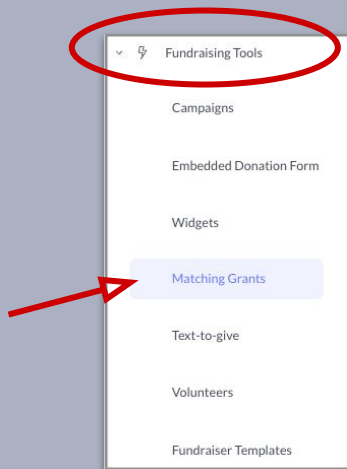 Fundraising Tools
Campaigns
Embedded Donation Form
Widgets
Matching Grants
Text-to-give
Volunteers
Fundraiser Templates